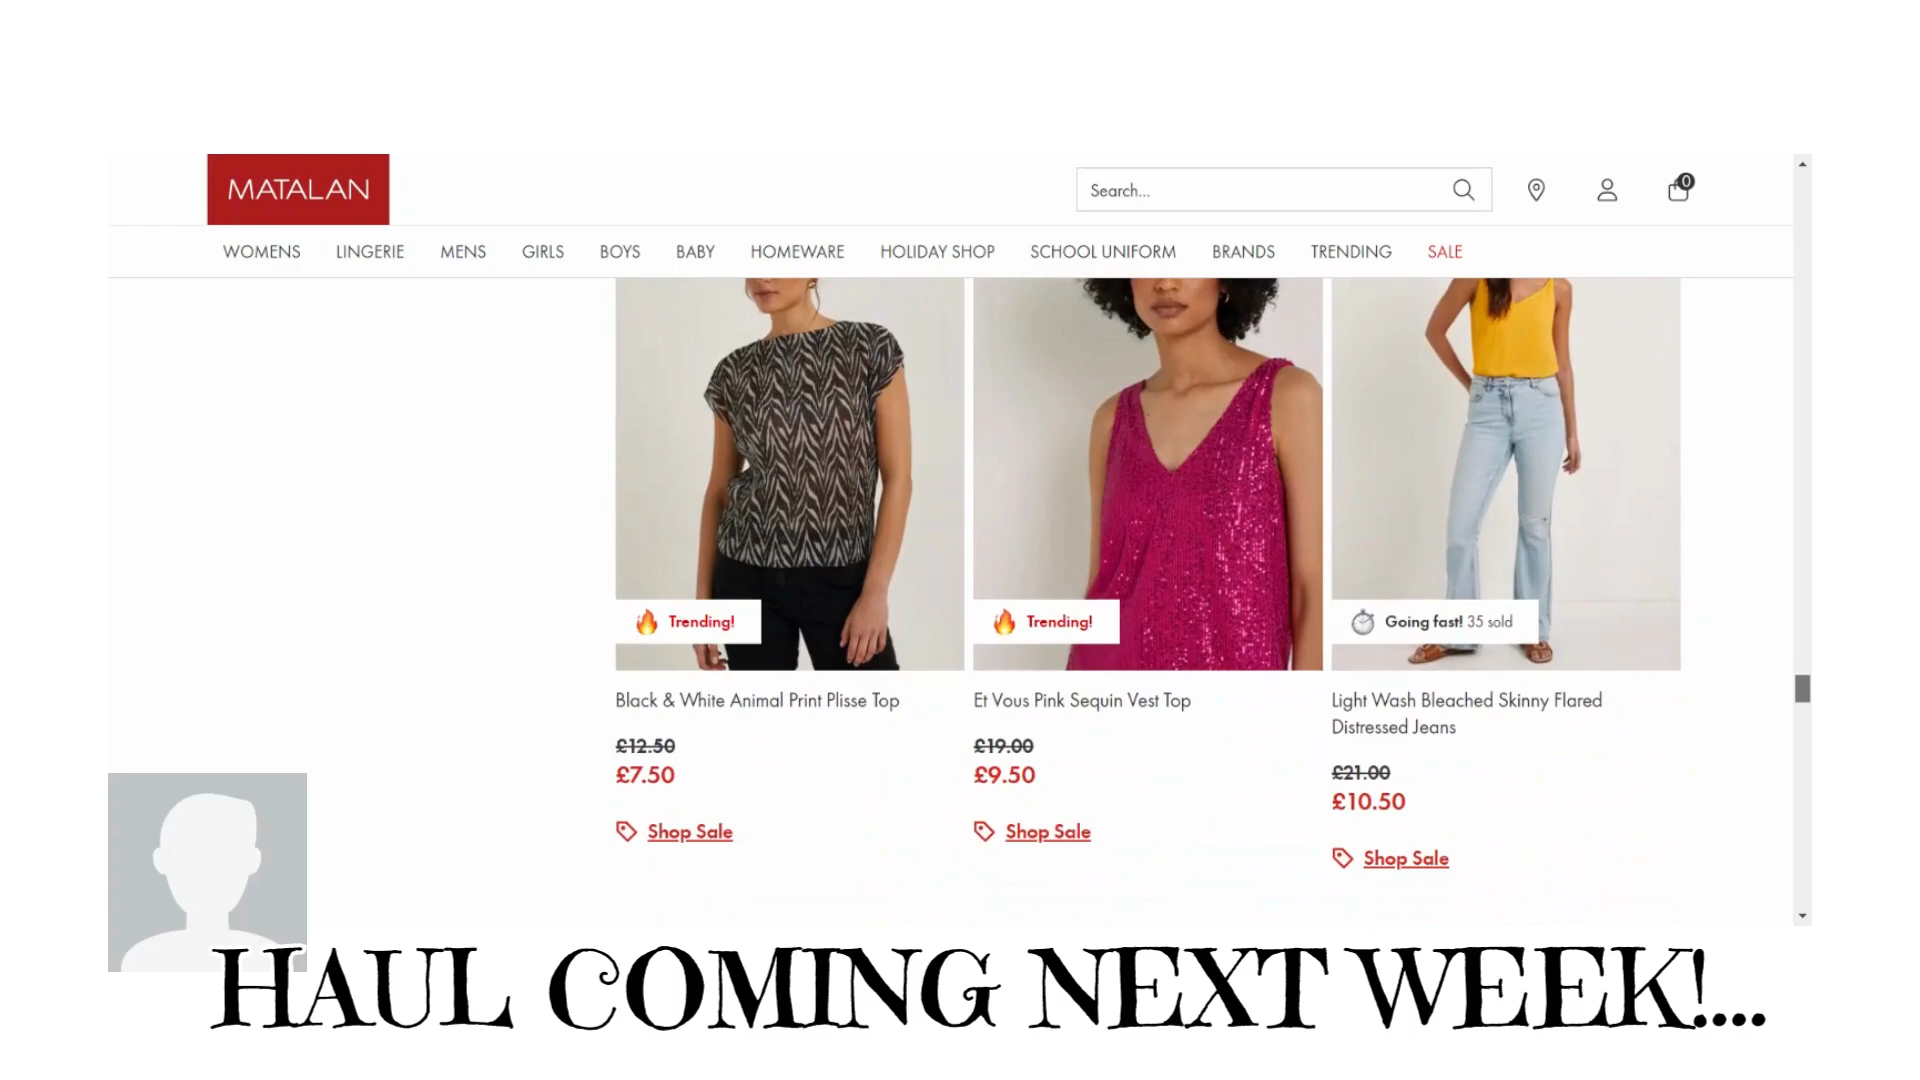 MATALAN
Search...
0
WOMENS LINGERIE MENS GIRLS BOYS BABY HOMEWARE HOLIDAY SHOP SCHOOL UNIFORM BRANDS TRENDING SALE
Trending!
Trending!
Going fast! 35 sold
Black & White Animal Print Plisse Top
£12.50
£7.50
Shop Sale
Et Vous Pink Sequin Vest Top
£19.00
£9.50
Shop Sale
Light Wash Bleached Skinny Flared
Distressed Jeans
£21.00
£10.50
Shop Sale
HAUL COMING NEXT WEEK!....